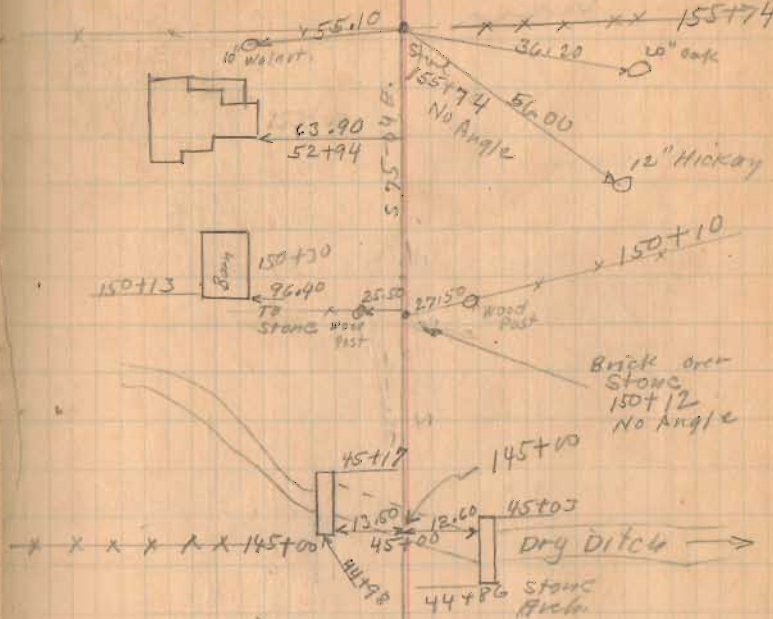 155+74
55.10
10" Walnut
36.20
20" oak
Stone
155+74
No Angle
56.00
12" Hickory
63.90
52+94
S 75-04 E.
150+10
Barn
150+30
150+13
96.40
To
Stone
25.50
27.50
Wood
Post
Wood
Post
Brick over
Stone
150+12
No Angle
45+17
145+00
13.50
12.60
45+03
145+00
45+00
Dry Ditch
44+98
44+86
Stone
Arch